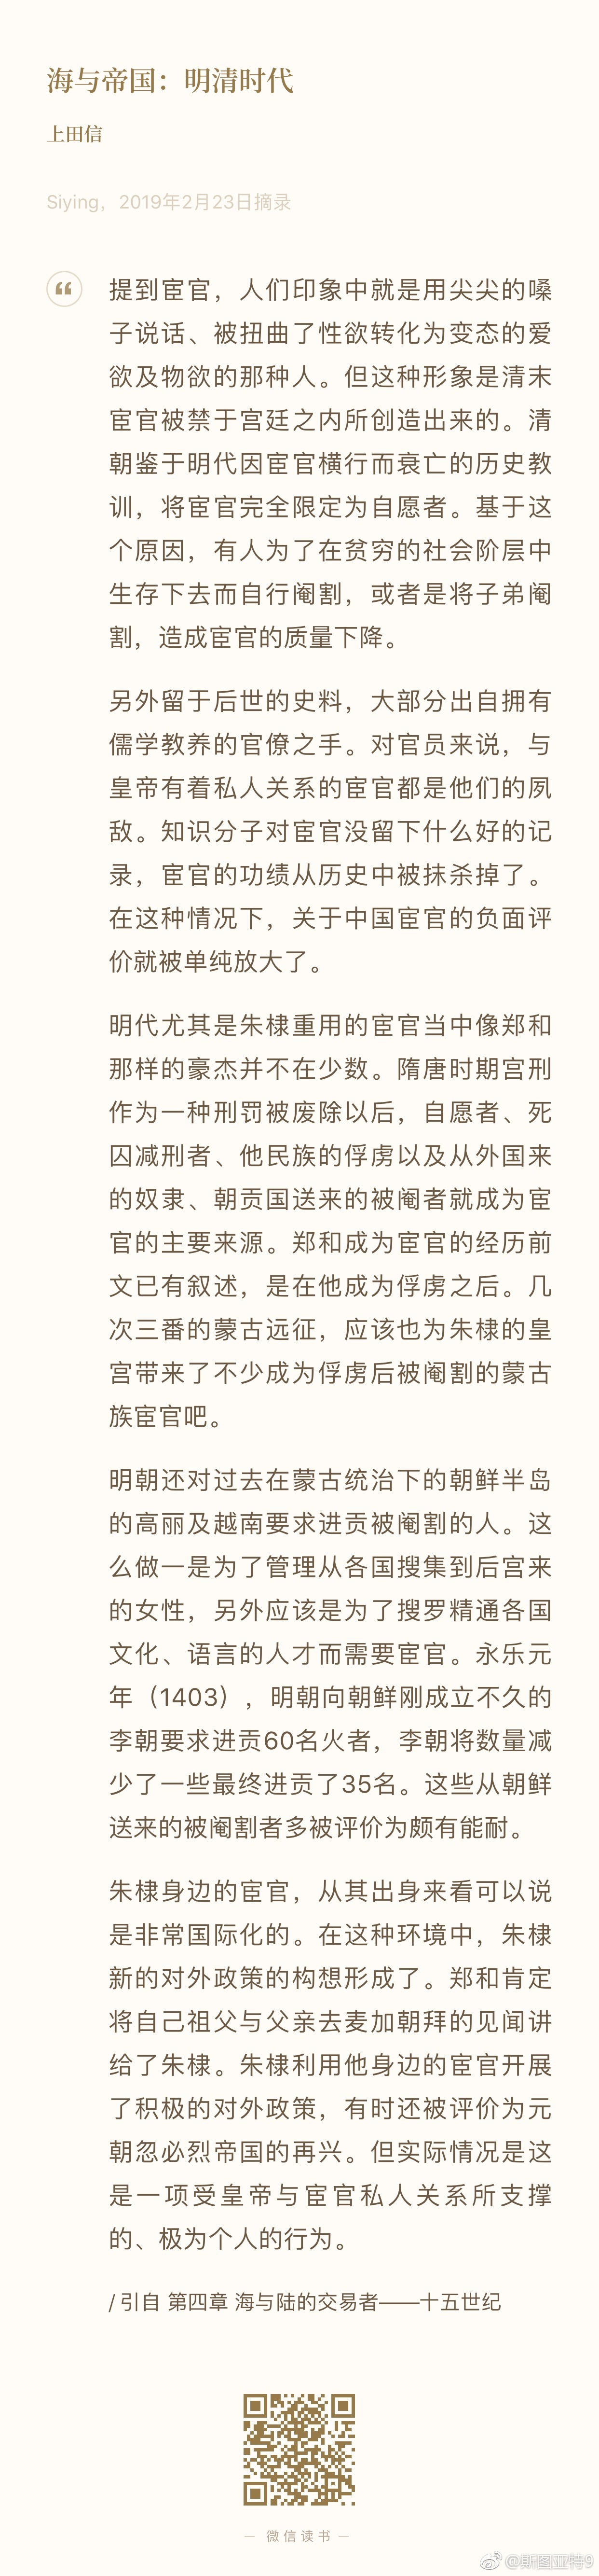 海与帝国：明清时代
上田信
Siying，2019年2月23日摘录
提到宦官，人们印象中就是用尖尖的嗓
子说话、被扭曲了性欲转化为变态的爱
欲及物欲的那种人。但这种形象是清末
宦官被禁于宫廷之内所创造出来的。清
朝鉴于明代因宦官横行而衰亡的历史教
训，将宦官完全限定为自愿者。基于这
个原因，有人为了在贫穷的社会阶层中
生存下去而自行阉割，或者是将子弟阉
割，造成宦官的质量下降。
另外留于后世的史料，大部分出自拥有
儒学教养的官僚之手。对官员来说，与
皇帝有着私人关系的宦官都是他们的夙
敌。知识分子对宦官没留下什么好的记
录，宦官的功绩从历史中被抹杀掉了。
在这种情况下，关于中国宦官的负面评
价就被单纯放大了。
明代尤其是朱棣重用的宦官当中像郑和
那样的豪杰并不在少数。隋唐时期宫刑
作为一种刑罚被废除以后，自愿者、死
囚减刑者、他民族的俘虏以及从外国来
的奴隶、朝贡国送来的被阉者就成为宦
官的主要来源。郑和成为宦官的经历前
文已有叙述，是在他成为俘虏之后。几
次三番的蒙古远征，应该也为朱棣的皇
宫带来了不少成为俘虏后被阉割的蒙古
族宦官吧。
明朝还对过去在蒙古统治下的朝鲜半岛
的高丽及越南要求进贡被阉割的人。这
么做一是为了管理从各国搜集到后宫来
的女性，另外应该是为了搜罗精通各国
文化、语言的人才而需要宦官。永乐元
年（1403），明朝向朝鲜刚成立不久的
李朝要求进贡60名火者，李朝将数量减
少了一些最终进贡了35名。这些从朝鲜
送来的被阉割者多被评价为颇有能耐。
朱棣身边的宦官，从其出身来看可以说
是非常国际化的。在这种环境中，朱棣
新的对外政策的构想形成了。郑和肯定
将自己祖父与父亲去麦加朝拜的见闻讲
给了朱棣。朱棣利用他身边的宦官开展
了积极的对外政策，有时还被评价为元
朝忽必烈帝国的再兴。但实际情况是这
是一项受皇帝与宦官私人关系所支撑
的、极为个人的行为。
/ 引自 第四章 海与陆的交易者——十五世纪
— 微信读书 —
@斯图亚特9